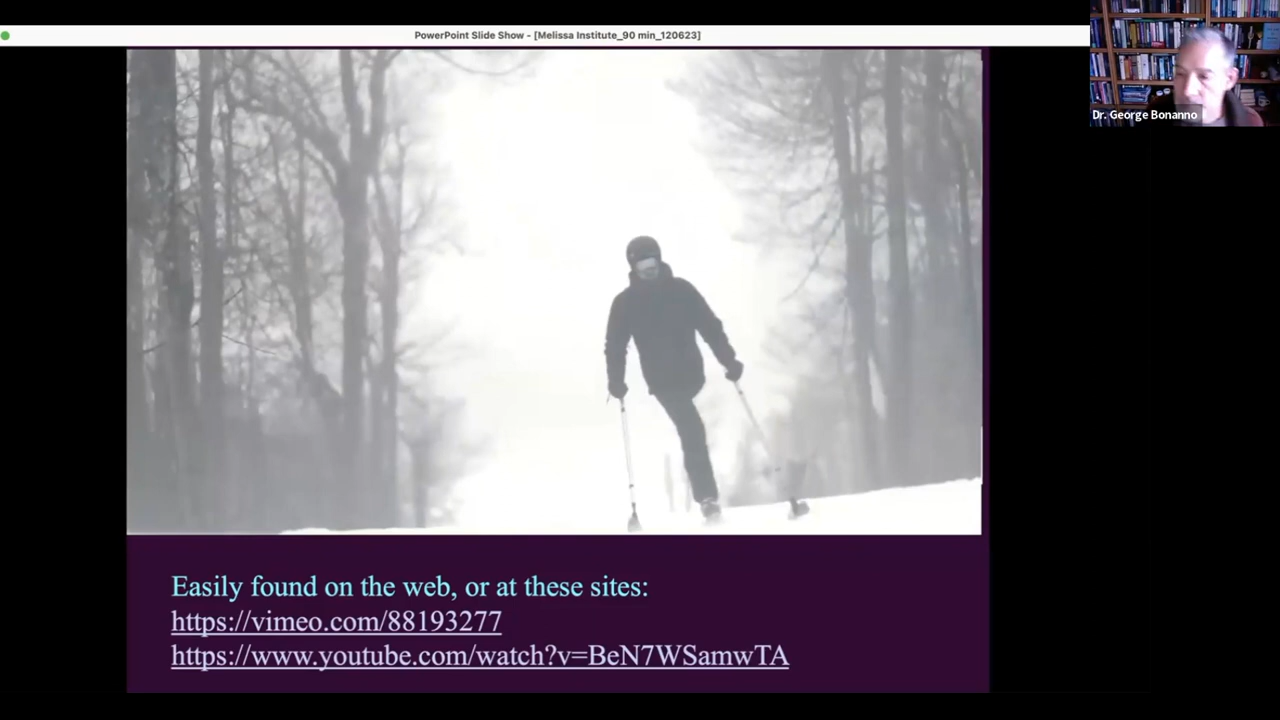 PowerPoint Slide Show - [Melissa Institute_90 min_120623]
Dr. George Bonanno
Easily found on the web, or at these sites:
https://vimeo.com/88193277
https://www.youtube.com/watch?v=BeN7WSamwTA